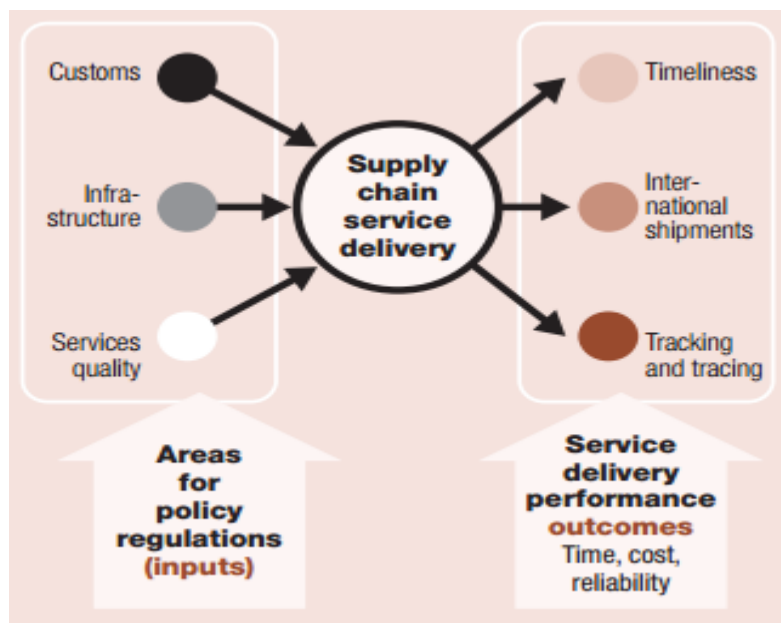 Customs
Infra-
structure
Services
quality
Supply
chain
service
delivery
Timeliness
Inter-
national
shipments
Tracking
and tracing
Areas
for
policy
regulations
(inputs)
Service
delivery
performance
outcomes
Time, cost,
reliability